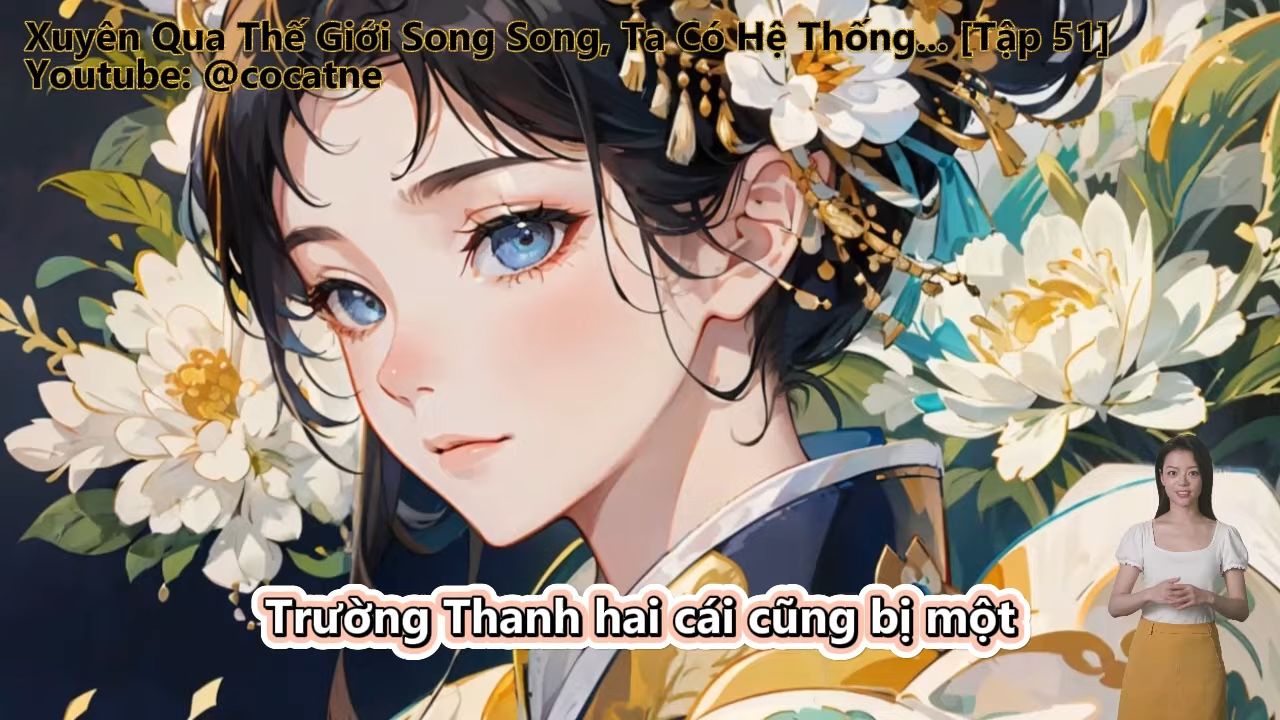 Xuyên Qua Thế Giới Song Song, Ta Có Hệ Thống... [Tập 51]
Youtube: @cocatne
Trường Thanh hai cái cũng bị một